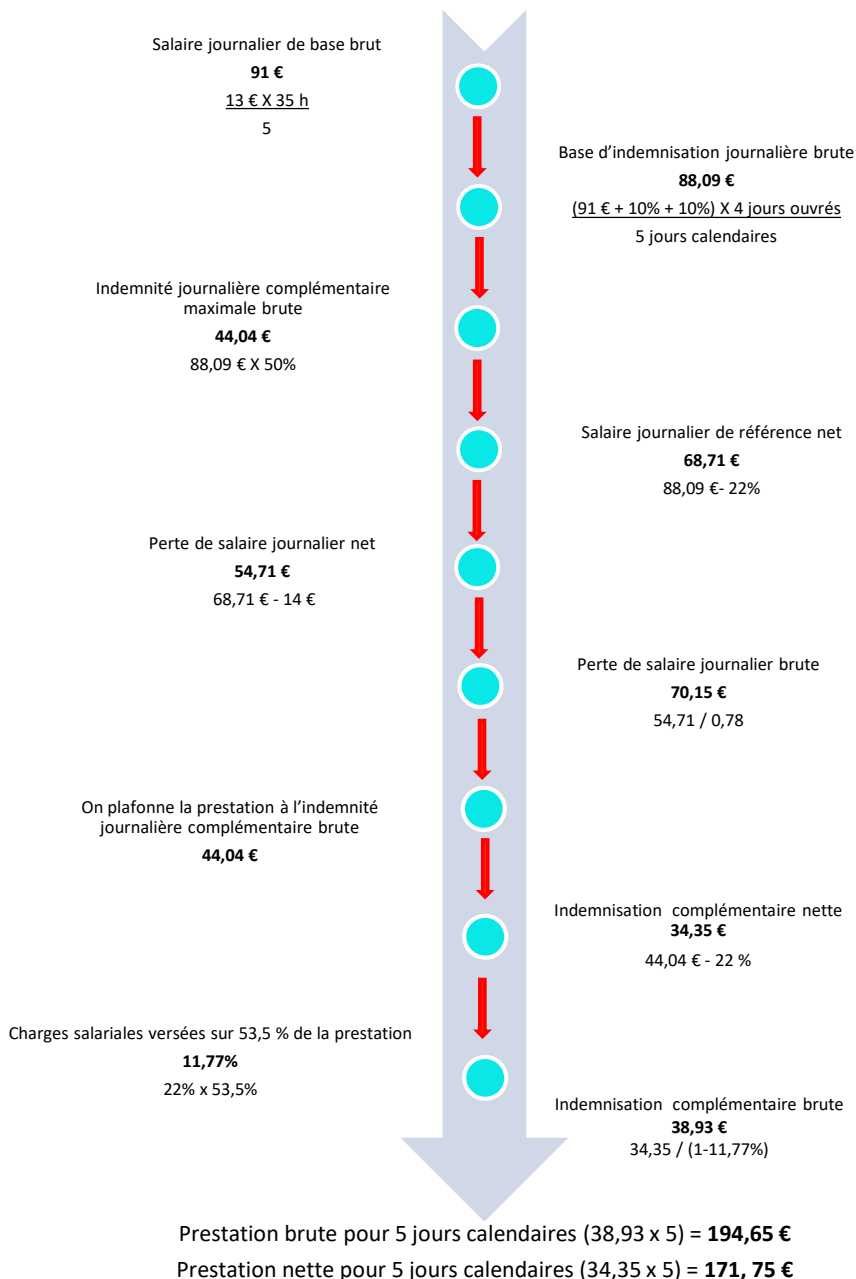 Salaire journalier de base brut
91 €
13 € X 35 h
5
Base d’indemnisation journalière brute
88,09 €
(91 € + 10% + 10%) X 4 jours ouvrés
5 jours calendaires
Indemnité journalière complémentaire
maximale brute
44,04 €
88,09 € X 50%
Salaire journalier de référence net
68,71 €
88,09 €- 22%
Perte de salaire journalier net
54,71 €
68,71 € - 14 €
Perte de salaire journalier brute
70,15 €
54,71 / 0,78
On plafonne la prestation à l’indemnité
journalière complémentaire brute
44,04 €
Indemnisation complémentaire nette
34,35 €
44,04 € - 22 %
Charges salariales versées sur 53,5 % de la prestation
11,77%
22% x 53,5%
Indemnisation complémentaire brute
38,93 €
34,35 / (1-11,77%)
Prestation brute pour 5 jours calendaires (38,93 x 5) = 194,65 €
Prestation nette pour 5 jours calendaires (34,35 x 5) = 171, 75 €